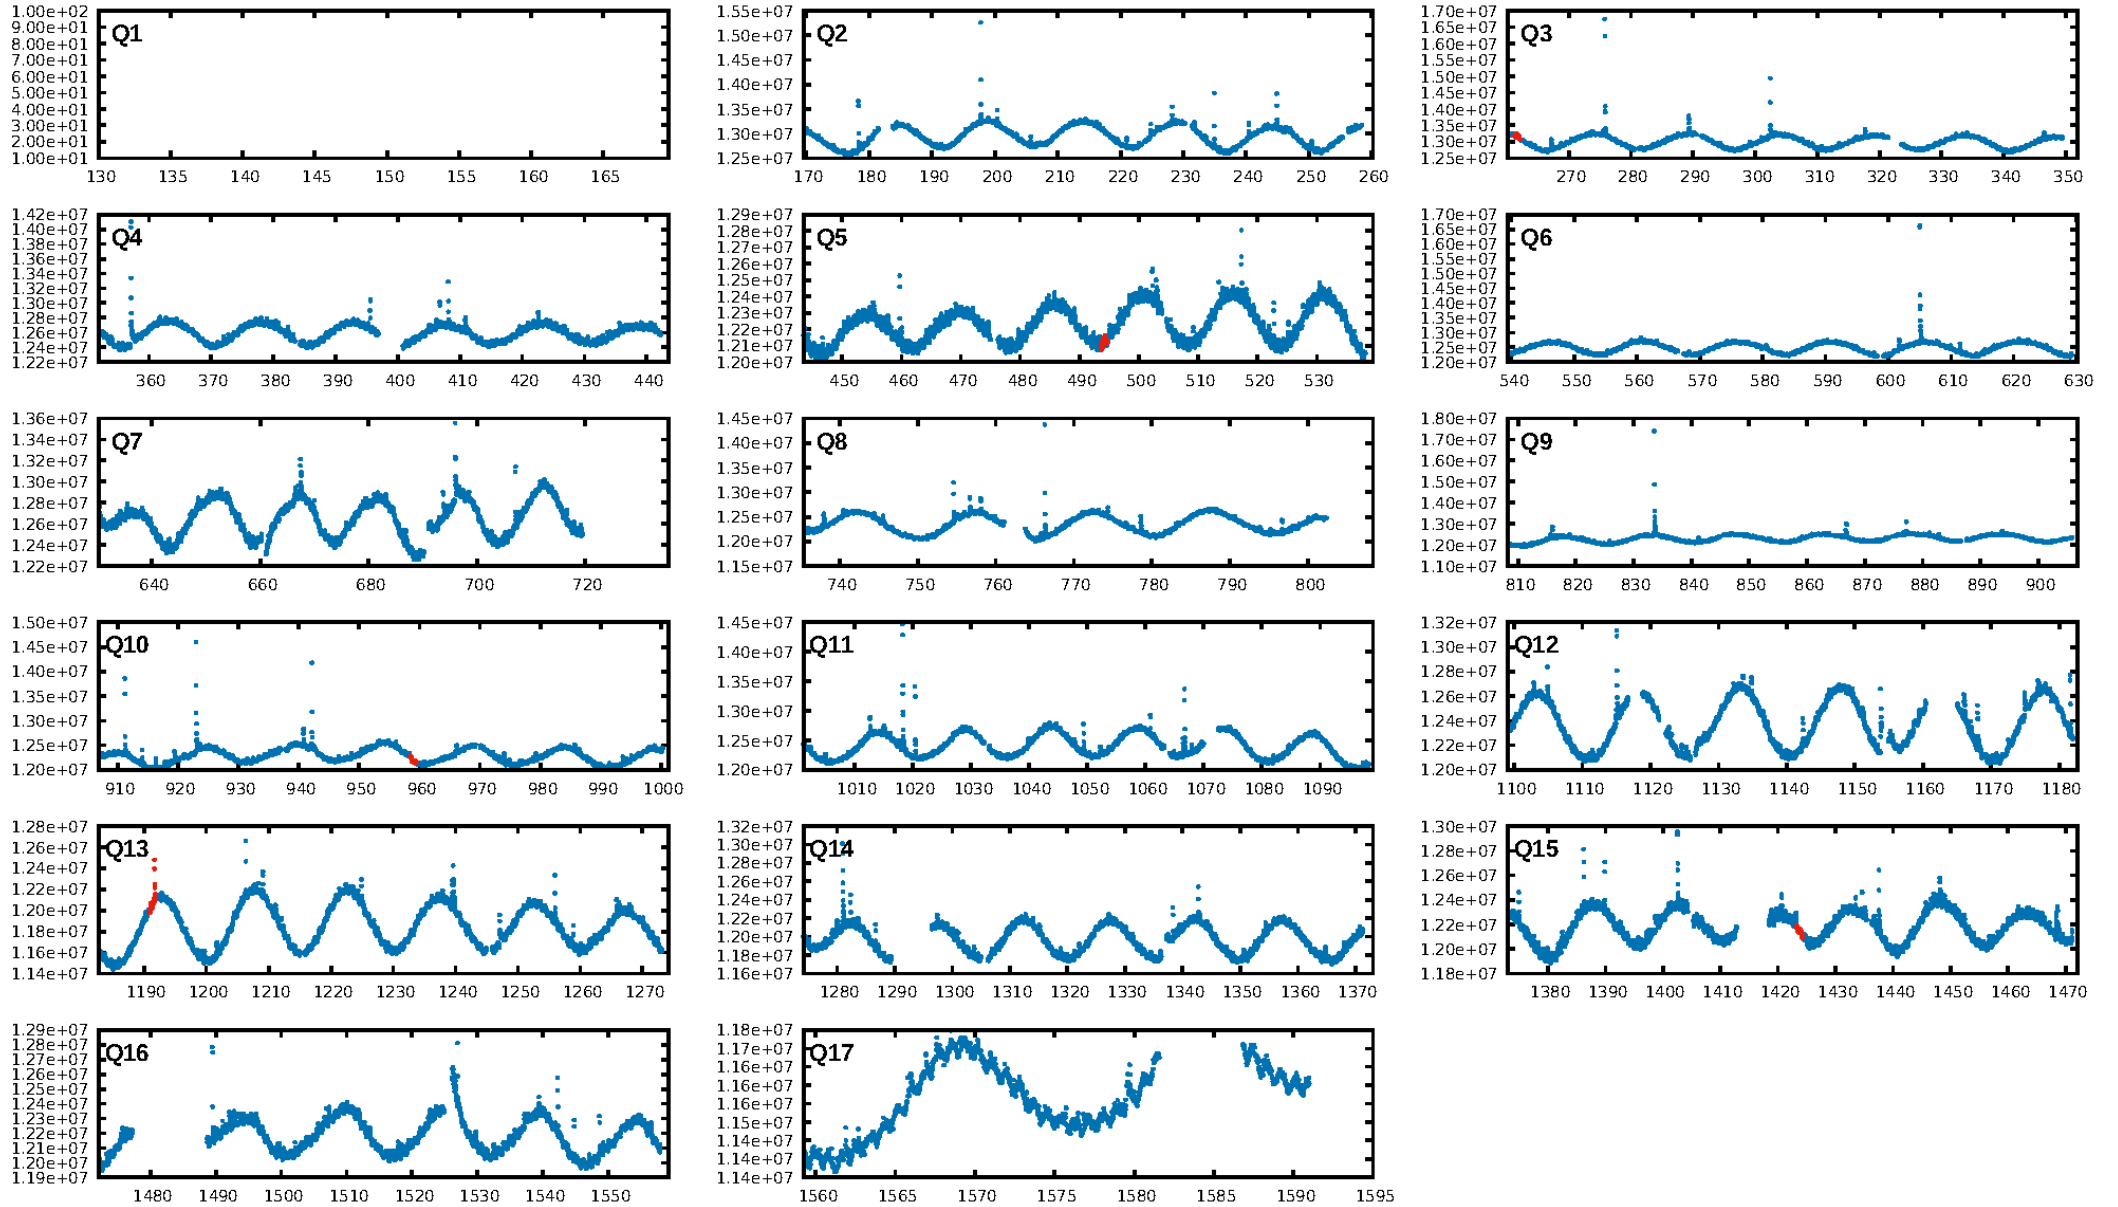 1.00e+02
9.00e+01
8.00e+01
7.00e+01
6.00e+01
5.00e+01
4.00e+01
3.00e+01
2.00e+01
1.00e+01
Q1
130 135 140 145 150 155 160 165
1.55e+07
1.50e+07
1.45e+07
1.40e+07
1.35e+07
1.30e+07
1.25e+07
Q2
170 180 190 200 210 220 230 240 250 260
1.70e+07
1.65e+07
1.60e+07
1.55e+07
1.50e+07
1.45e+07
1.40e+07
1.35e+07
1.30e+07
1.25e+07
Q3
270 280 290 300 310 320 330 340 350
1.42e+07
1.40e+07
1.38e+07
1.36e+07
1.34e+07
1.32e+07
1.30e+07
1.28e+07
1.26e+07
1.24e+07
1.22e+07
Q4
360 370 380 390 400 410 420 430 440
1.29e+07
1.28e+07
1.27e+07
1.26e+07
1.25e+07
1.24e+07
1.23e+07
1.22e+07
1.21e+07
1.20e+07
Q5
450 460 470 480 490 500 510 520 530
1.70e+07
1.65e+07
1.60e+07
1.55e+07
1.50e+07
1.45e+07
1.40e+07
1.35e+07
1.30e+07
1.25e+07
1.20e+07
Q6
540 550 560 570 580 590 600 610 620 630
1.36e+07
1.34e+07
1.32e+07
1.30e+07
1.28e+07
1.26e+07
1.24e+07
1.22e+07
Q7
640 660 680 700 720
1.45e+07
1.40e+07
1.35e+07
1.30e+07
1.25e+07
1.20e+07
1.15e+07
Q8
740 750 760 770 780 790 800
1.80e+07
1.70e+07
1.60e+07
1.50e+07
1.40e+07
1.30e+07
1.20e+07
1.10e+07
Q9
810 820 830 840 850 860 870 880 890 900
1.50e+07
1.45e+07
1.40e+07
1.35e+07
1.30e+07
1.25e+07
1.20e+07
Q10
910 920 930 940 950 960 970 980 990 1000
1.45e+07
1.40e+07
1.35e+07
1.30e+07
1.25e+07
1.20e+07
Q11
1010 1020 1030 1040 1050 1060 1070 1080 1090
1.32e+07
1.30e+07
1.28e+07
1.26e+07
1.24e+07
1.22e+07
1.20e+07
Q12
1100 1110 1120 1130 1140 1150 1160 1170 1180
1.28e+07
1.26e+07
1.24e+07
1.22e+07
1.20e+07
1.18e+07
1.16e+07
1.14e+07
Q13
1190 1200 1210 1220 1230 1240 1250 1260 1270
1.32e+07
1.30e+07
1.28e+07
1.26e+07
1.24e+07
1.22e+07
1.20e+07
1.18e+07
1.16e+07
Q14
1280 1290 1300 1310 1320 1330 1340 1350 1360 1370
1.30e+07
1.28e+07
1.26e+07
1.24e+07
1.22e+07
1.20e+07
1.18e+07
Q15
1380 1390 1400 1410 1420 1430 1440 1450 1460 1470
1.29e+07
1.28e+07
1.27e+07
1.26e+07
1.25e+07
1.24e+07
1.23e+07
1.22e+07
1.21e+07
1.20e+07
1.19e+07
Q16
1480 1490 1500 1510 1520 1530 1540 1550
1.18e+07
1.17e+07
1.17e+07
1.16e+07
1.16e+07
1.15e+07
1.14e+07
1.14e+07
1.14e+07
Q17
1560 1565 1570 1575 1580 1585 1590 1595